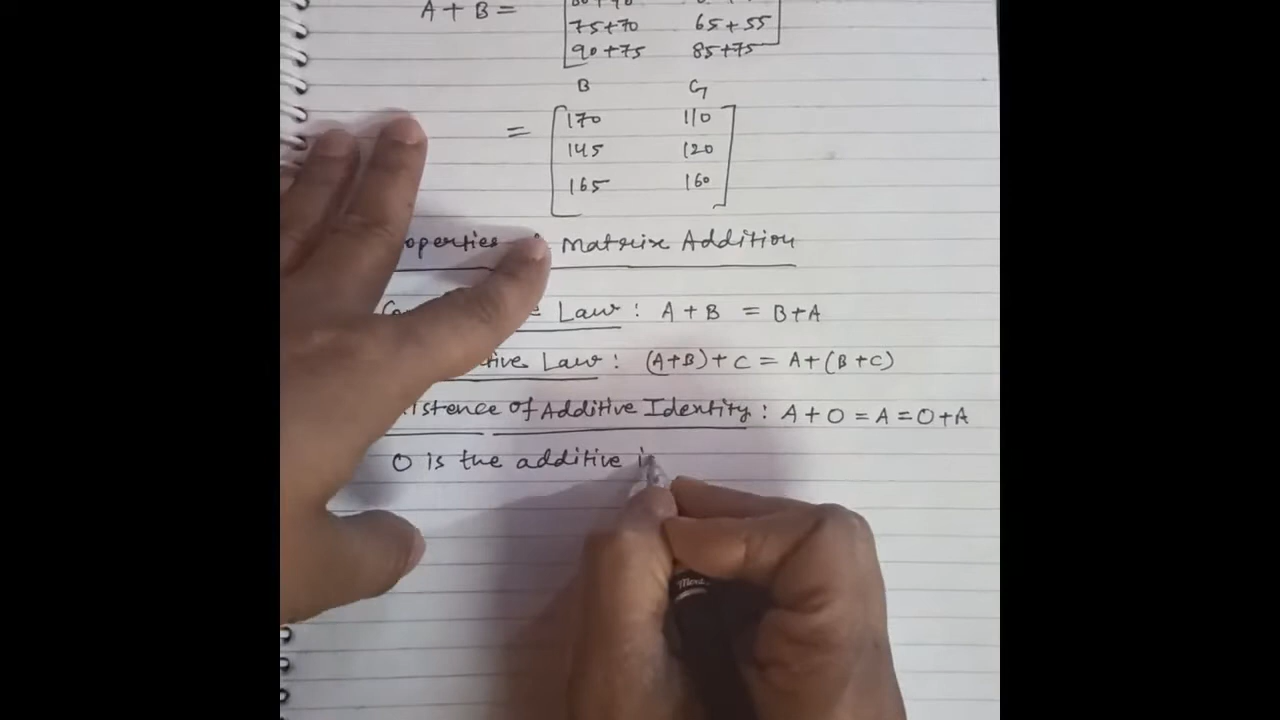 A + B =
75+70 65+55
90+75 85+75
B G
= 170 110
145 120
165 160
Matrix Addition
Law : A + B = B+A
Law : (A+B)+C = A+(B+C)
of Additive Identity : A + O = A = O+A
O is the additive